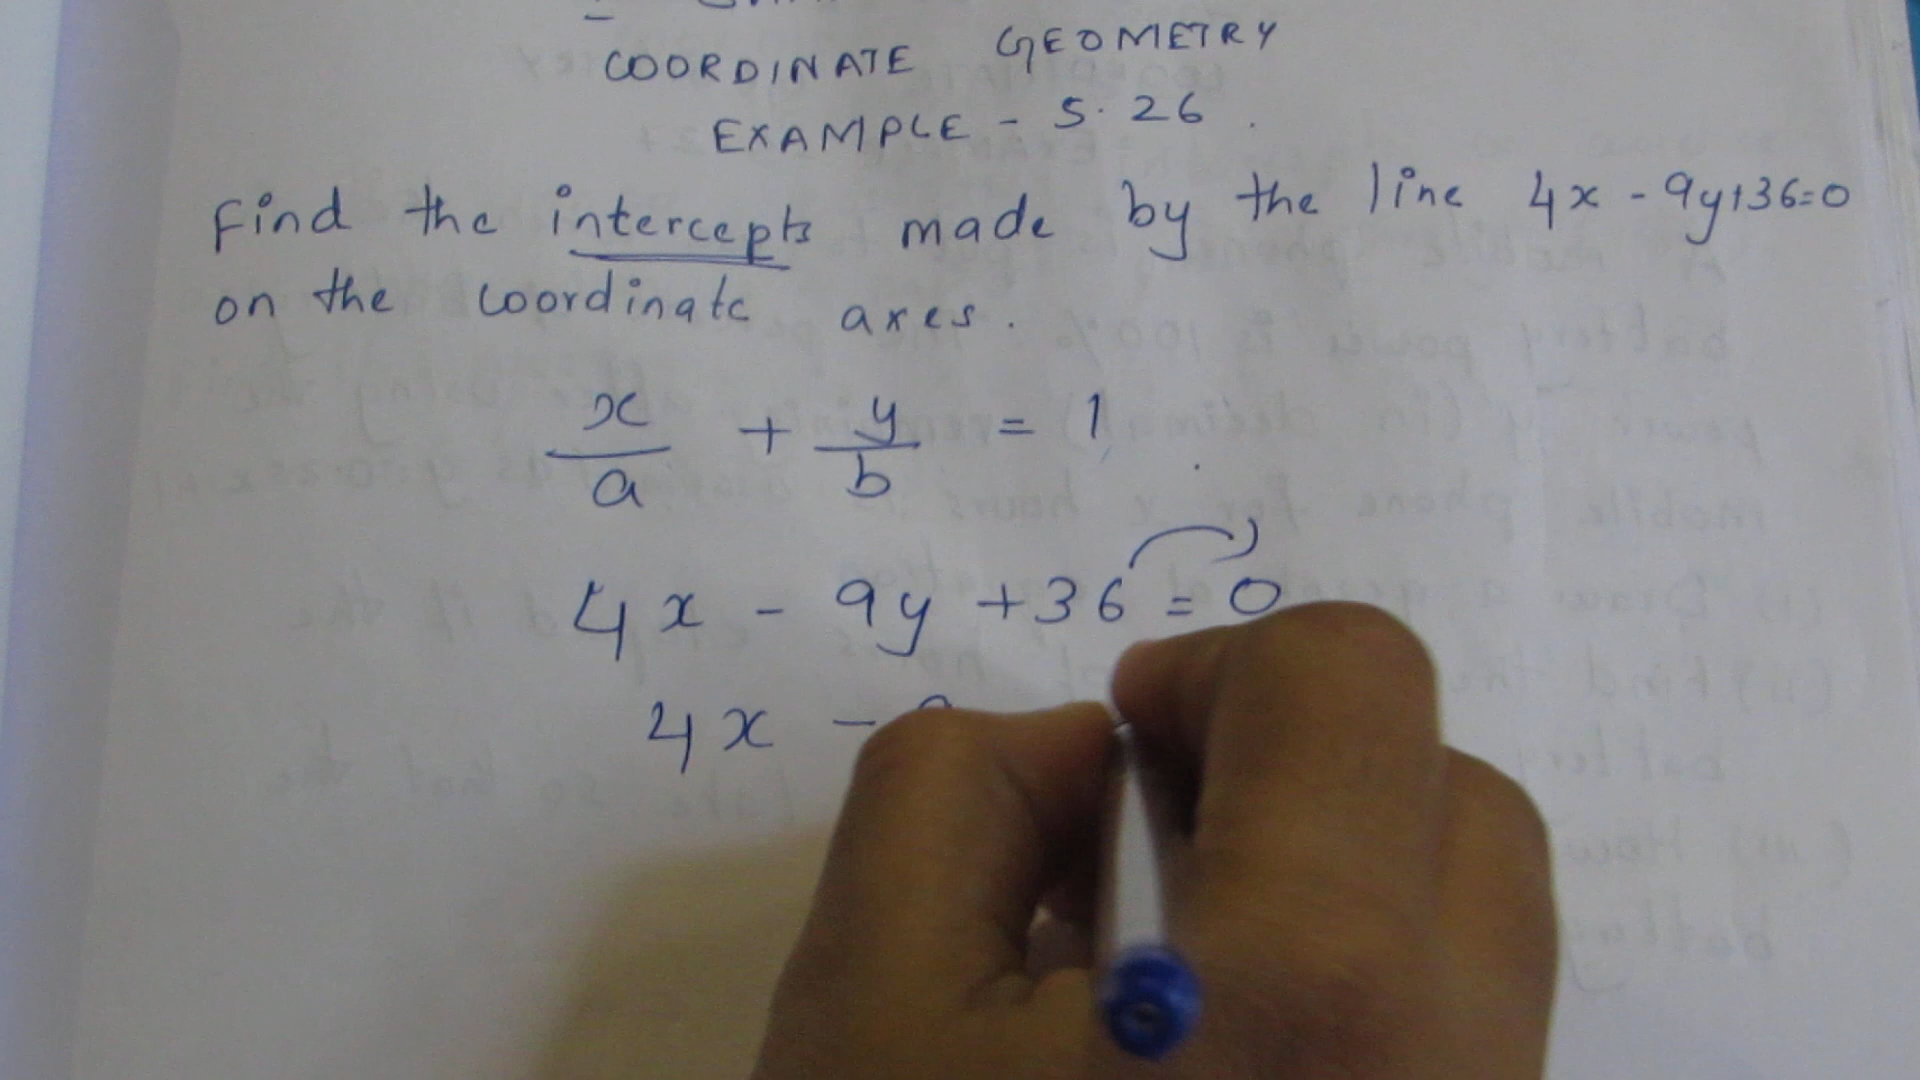 COORDINATE GEOMETRY
EXAMPLE - 5.26.
Find the intercepts made by the line 4x - 9y+36=0
on the coordinate axes.
x/a + y/b = 1
4x - 9y +36 = 0
4x -